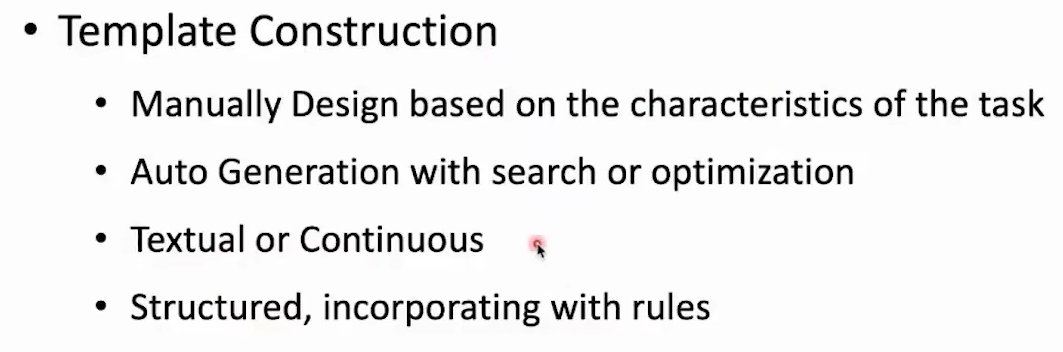 • Template Construction
• Manually Design based on the characteristics of the task
• Auto Generation with search or optimization
• Textual or Continuous
• Structured, incorporating with rules